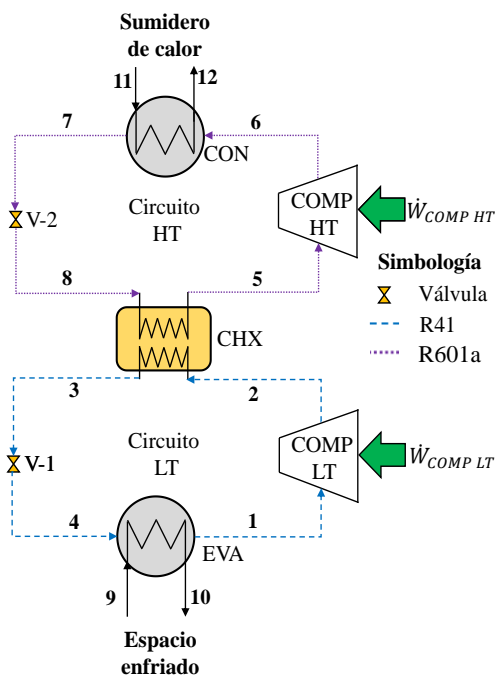 Sumidero
de calor
11
12
7
6
CON
COMP
HT
Ẇ_COMP HT
V-2
Circuito
HT
Simbología
Válvula
R41
R601a
8
5
CHX
3
2
V-1
Circuito
LT
COMP
LT
Ẇ_COMP LT
4
1
EVA
9
10
Espacio
enfriado